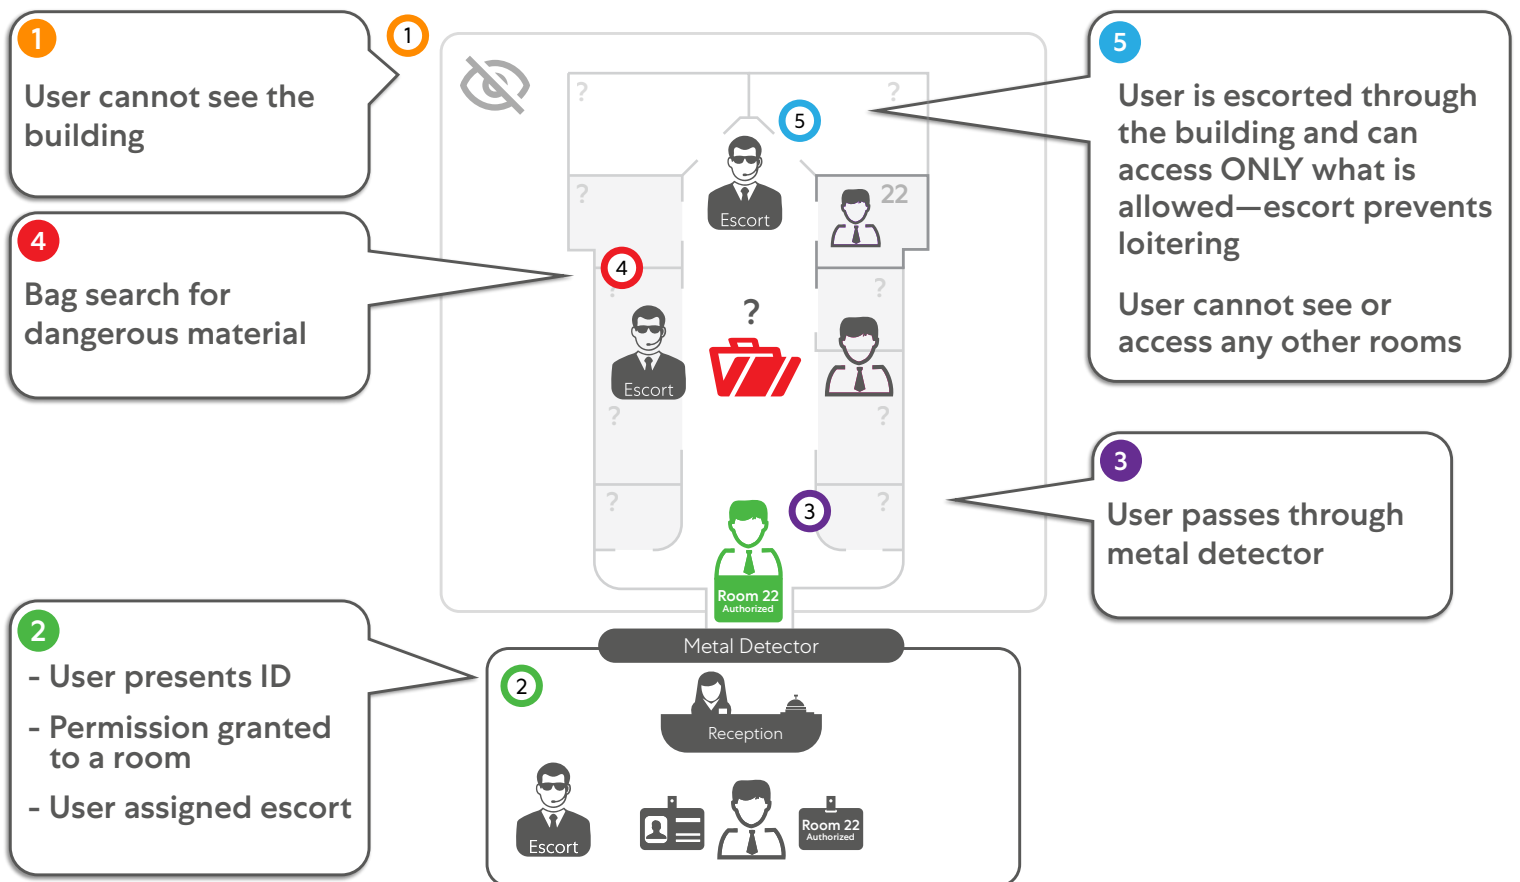 1
User cannot see the
building
1
4
Bag search for
dangerous material
2
- User presents ID
- Permission granted
to a room
- User assigned escort
?
?
5
Escort
22
?
4
?
?
?
Escort
?
?
?
?
3
Room 22
Authorized
Metal Detector
2
Reception
Escort
Room 22
Authorized
5
User is escorted through
the building and can
access ONLY what is
allowed—escort prevents
loitering
User cannot see or
access any other rooms
3
User passes through
metal detector